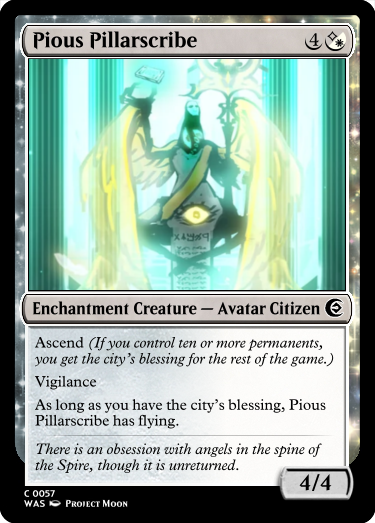 Pious Pillarscribe 4
Enchantment Creature — Avatar Citizen
Ascend (If you control ten or more permanents,
you get the city's blessing for the rest of the game.)
Vigilance
As long as you have the city's blessing, Pious
Pillarscribe has flying.
There is an obsession with angels in the spine of
the Spire, though it is unreturned.
4/4
C 0057
WAS Project Moon